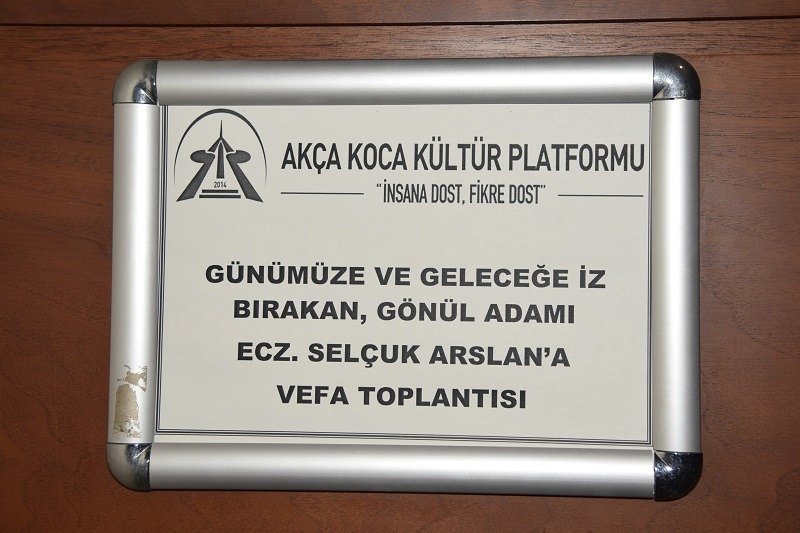 AKÇA KOCA KÜLTÜR PLATFORMU
"İNSANA DOST, FİKRE DOST"
2014
GÜNÜMÜZE VE GELECEĞE İZ
BIRAKAN, GÖNÜL ADAMI
ECZ. SELÇUK ARSLAN'A
VEFA TOPLANTISI